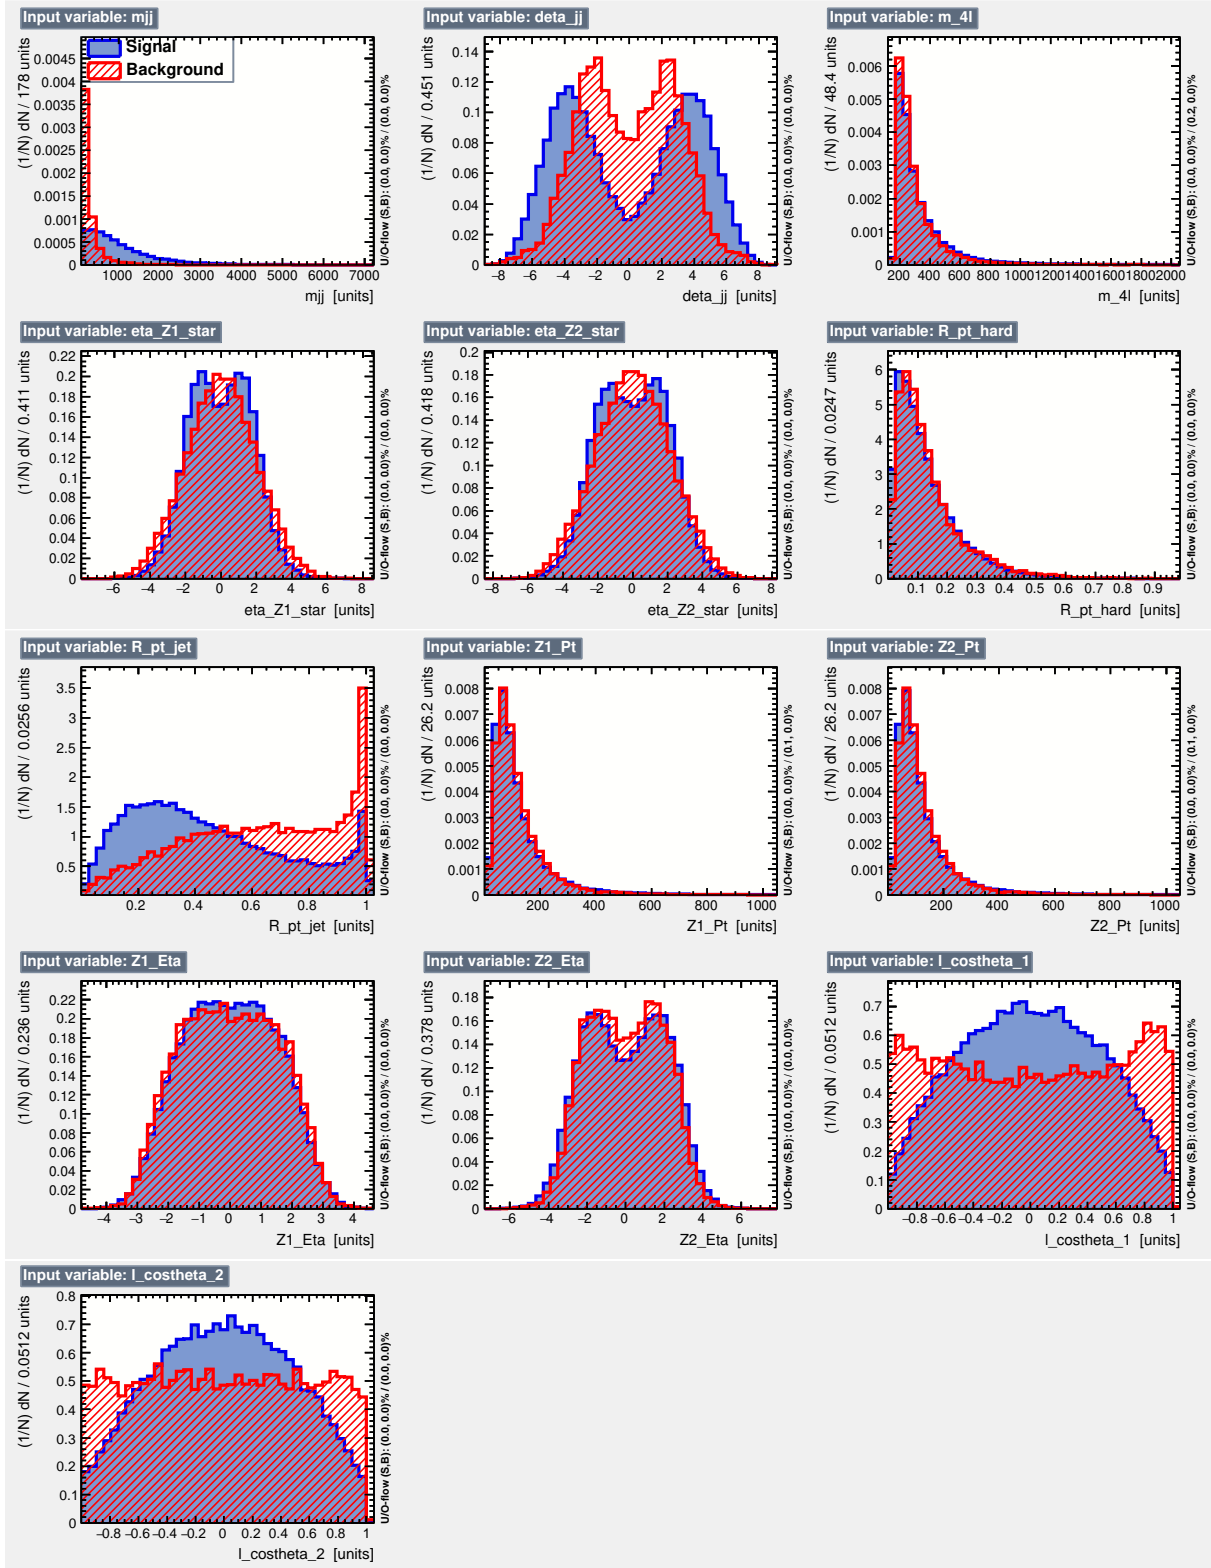 Input variable: mjj
Signal
Background
(1/N) dN / 178 units
0.0045
0.004
0.0035
0.003
0.0025
0.002
0.0015
0.001
0.0005
0
1000 2000 3000 4000 5000 6000 7000
mjj [units]
U/O-flow (S,B): (0.0, 0.0)% / (0.0, 0.0)%
Input variable: deta_jj
(1/N) dN / 0.451 units
0.14
0.12
0.1
0.08
0.06
0.04
0.02
0
−8 −6 −4 −2 0 2 4 6 8
deta_jj [units]
U/O-flow (S,B): (0.0, 0.0)% / (0.0, 0.0)%
Input variable: m_4l
(1/N) dN / 48.4 units
0.006
0.005
0.004
0.003
0.002
0.001
0
200 400 600 800 1000 1200 1400 1600 1800 2000
m_4l [units]
U/O-flow (S,B): (0.0, 0.0)% / (0.2, 0.0)%
Input variable: eta_Z1_star
(1/N) dN / 0.411 units
0.22
0.2
0.18
0.16
0.14
0.12
0.1
0.08
0.06
0.04
0.02
0
−6 −4 −2 0 2 4 6 8
eta_Z1_star [units]
U/O-flow (S,B): (0.0, 0.0)% / (0.0, 0.0)%
Input variable: eta_Z2_star
(1/N) dN / 0.418 units
0.2
0.18
0.16
0.14
0.12
0.1
0.08
0.06
0.04
0.02
0
−8 −6 −4 −2 0 2 4 6 8
eta_Z2_star [units]
U/O-flow (S,B): (0.0, 0.0)% / (0.0, 0.0)%
Input variable: R_pt_hard
(1/N) dN / 0.0247 units
6
5
4
3
2
1
0
0.1 0.2 0.3 0.4 0.5 0.6 0.7 0.8 0.9
R_pt_hard [units]
U/O-flow (S,B): (0.0, 0.0)% / (0.0, 0.0)%
Input variable: R_pt_jet
(1/N) dN / 0.0256 units
3.5
3
2.5
2
1.5
1
0.5
0.2 0.4 0.6 0.8 1
R_pt_jet [units]
U/O-flow (S,B): (0.0, 0.0)% / (0.0, 0.0)%
Input variable: Z1_Pt
(1/N) dN / 26.2 units
0.008
0.007
0.006
0.005
0.004
0.003
0.002
0.001
0
200 400 600 800 1000
Z1_Pt [units]
U/O-flow (S,B): (0.0, 0.0)% / (0.1, 0.0)%
Input variable: Z2_Pt
(1/N) dN / 26.2 units
0.008
0.007
0.006
0.005
0.004
0.003
0.002
0.001
0
200 400 600 800 1000
Z2_Pt [units]
U/O-flow (S,B): (0.0, 0.0)% / (0.1, 0.0)%
Input variable: Z1_Eta
(1/N) dN / 0.236 units
0.22
0.2
0.18
0.16
0.14
0.12
0.1
0.08
0.06
0.04
0.02
0
−4 −3 −2 −1 0 1 2 3 4
Z1_Eta [units]
U/O-flow (S,B): (0.0, 0.0)% / (0.0, 0.0)%
Input variable: Z2_Eta
(1/N) dN / 0.378 units
0.18
0.16
0.14
0.12
0.1
0.08
0.06
0.04
0.02
0
−6 −4 −2 0 2 4 6
Z2_Eta [units]
U/O-flow (S,B): (0.0, 0.0)% / (0.0, 0.0)%
Input variable: l_costheta_1
(1/N) dN / 0.0512 units
0.7
0.6
0.5
0.4
0.3
0.2
0.1
0
−0.8 −0.6 −0.4 −0.2 0 0.2 0.4 0.6 0.8 1
l_costheta_1 [units]
U/O-flow (S,B): (0.0, 0.0)% / (0.0, 0.0)%
Input variable: l_costheta_2
(1/N) dN / 0.0512 units
0.8
0.7
0.6
0.5
0.4
0.3
0.2
0.1
0
−0.8 −0.6 −0.4 −0.2 0 0.2 0.4 0.6 0.8 1
l_costheta_2 [units]
U/O-flow (S,B): (0.0, 0.0)% / (0.0, 0.0)%